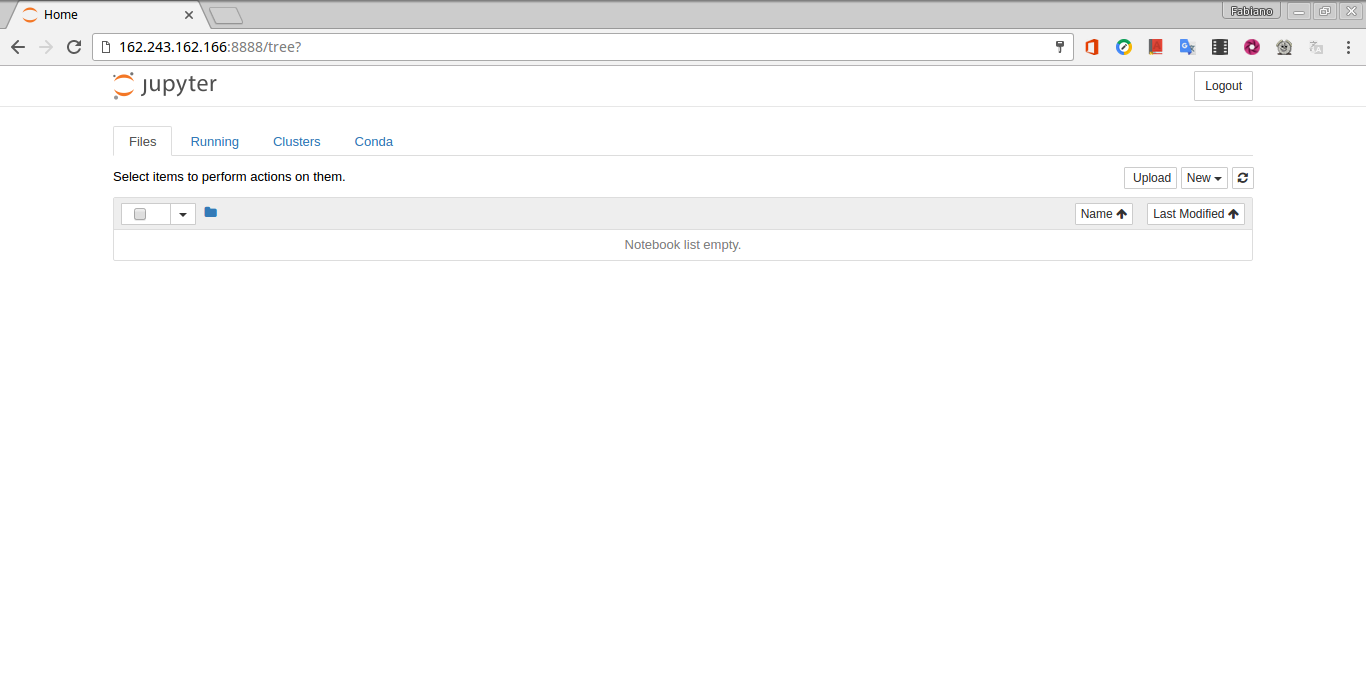 Home
Fabiano
162.243.162.166:8888/tree?
jupyter
Logout
Files Running Clusters Conda
Select items to perform actions on them.
Upload New
Name Last Modified
Notebook list empty.